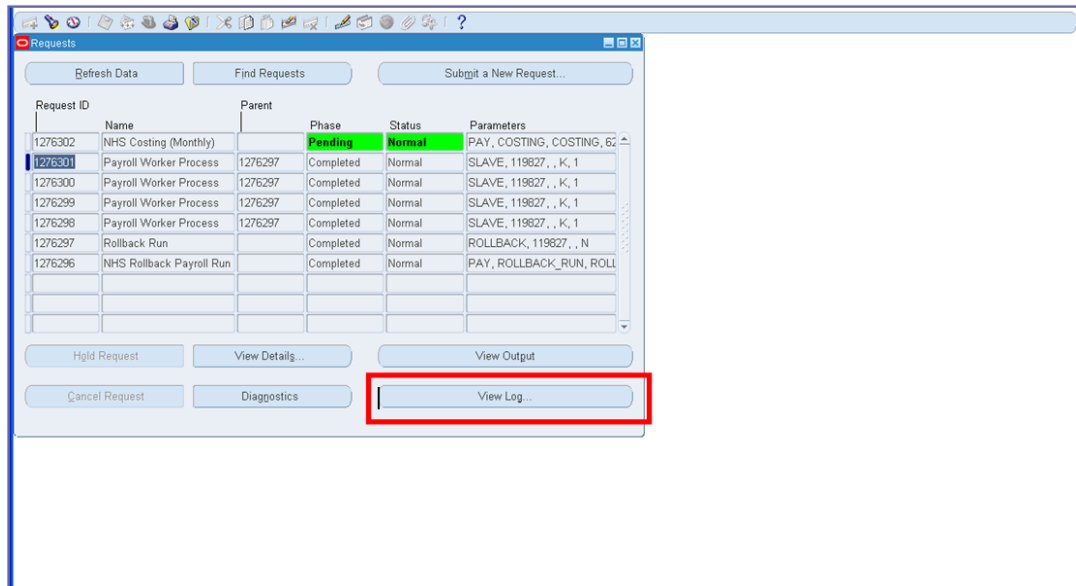 ?
Requests
Refresh Data Find Requests Submit a New Request...
Request ID Parent
Name Phase Status Parameters
1276302 NHS Costing (Monthly) Pending Normal PAY, COSTING, COSTING, 62
1276301 Payroll Worker Process 1276297 Completed Normal SLAVE, 119827, , K, 1
1276300 Payroll Worker Process 1276297 Completed Normal SLAVE, 119827, , K, 1
1276299 Payroll Worker Process 1276297 Completed Normal SLAVE, 119827, , K, 1
1276298 Payroll Worker Process 1276297 Completed Normal SLAVE, 119827, , K, 1
1276297 Rollback Run Completed Normal ROLLBACK, 119827, , N
1276296 NHS Rollback Payroll Run Completed Normal PAY, ROLLBACK_RUN, ROLL
Hold Request View Details... View Output
Cancel Request Diagnostics View Log...